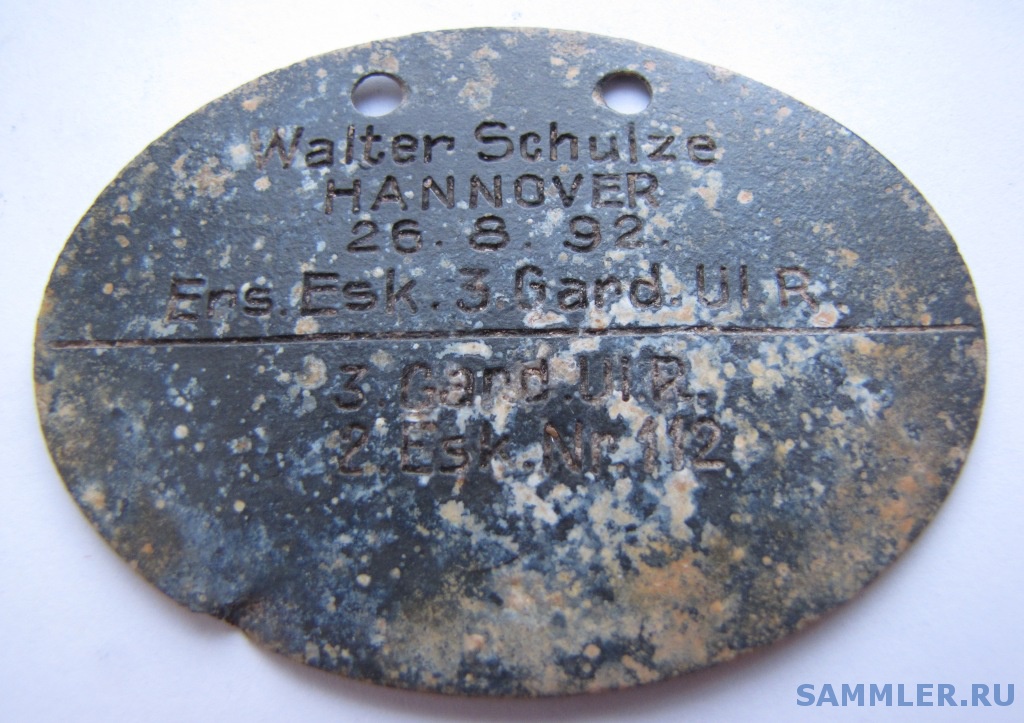 Walter Schulze
HANNOVER
26. 8. 92.
Ers. Esk. 3. Gard. Ul R
3 Gard. Ul R.
2. Esk. Nr. 112
SAMMLER.RU